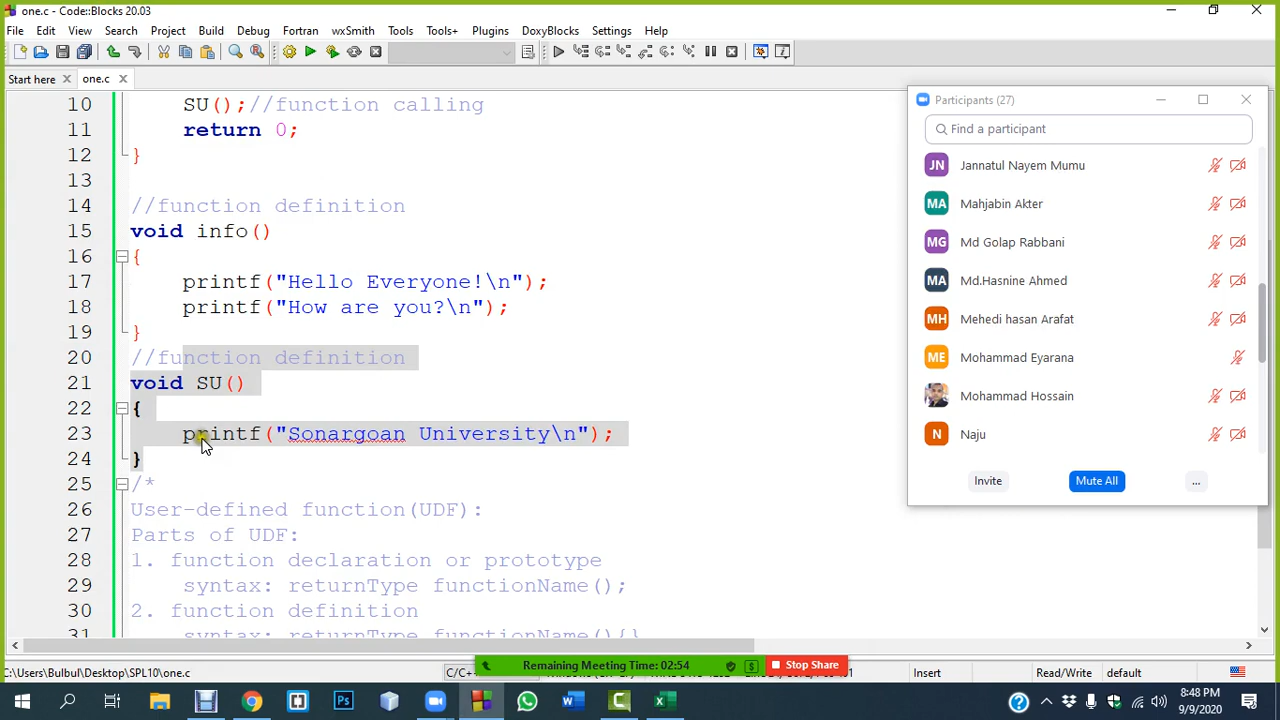 one.c - Code::Blocks 20.03
File Edit View Search Project Build Debug Fortran wxSmith Tools Tools+ Plugins DoxyBlocks Settings Help
Start here one.c
10 SU();//function calling
11 return 0;
12 }
13
14 //function definition
15 void info()
16 {
17 printf("Hello Everyone!\n");
18 printf("How are you?\n");
19 }
20 //function definition
21 void SU()
22 {
23 printf("Sonargoan University\n");
24 }
25 /*
26 User-defined function(UDF):
27 Parts of UDF:
28 1. function declaration or prototype
29 syntax: returnType functionName();
30 2. function definition
31 syntax: returnType functionName(){}
Participants (27)
Find a participant
JN Jannatul Nayem Mumu
MA Mahjabin Akter
MG Md Golap Rabbani
MA Md.Hasnine Ahmed
MH Mehedi hasan Arafat
ME Mohammad Eyarana
Mohammad Hossain
N Naju
Invite Mute All ...
Remaining Meeting Time: 02:54 Stop Share
C:\Users\Bulbul\Desktop\SPL10\one.c C/C+ Insert Read/Write default
8:48 PM
9/9/2020